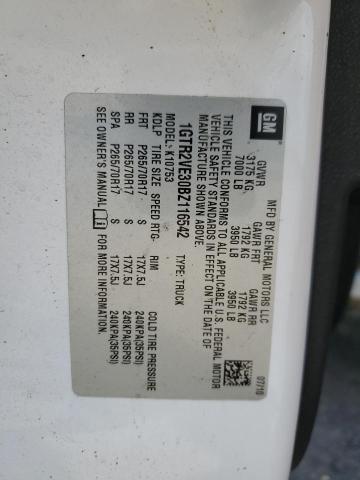 GM
MFD BY GENERAL MOTORS LLC
GVWR GAWR FRT GAWR RR
3175 KG 1792 KG 1792 KG
7000 LB 3950 LB 3950 LB
THIS VEHICLE CONFORMS TO ALL APPLICABLE U.S. FEDERAL MOTOR
VEHICLE SAFETY STANDARDS IN EFFECT ON THE DATE OF
MANUFACTURE SHOWN ABOVE.
07/10
1GTR2VE30BZ116542 TYPE: TRUCK
MODEL: K10753
KDLP TIRE SIZE SPEED RTG RIM COLD TIRE PRESSURE
FRT P265/70R17 S 17X7.5J 240KPA(35PSI)
RR P265/70R17 S 17X7.5J 240KPA(35PSI)
SPA P265/70R17 S 17X7.5J 240KPA(35PSI)
SEE OWNER'S MANUAL FOR MORE INFORMATION.